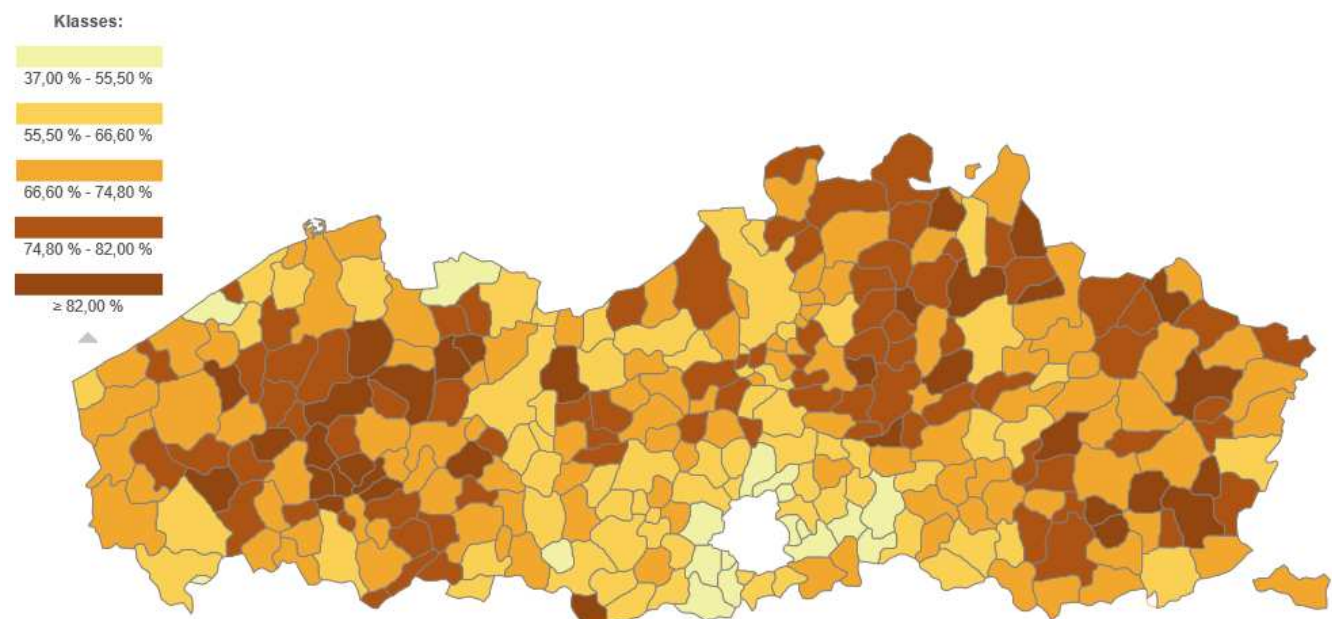 Klasses:
37,00 % - 55,50 %
55,50 % - 66,60 %
66,60 % - 74,80 %
74,80 % - 82,00 %
≥ 82,00 %